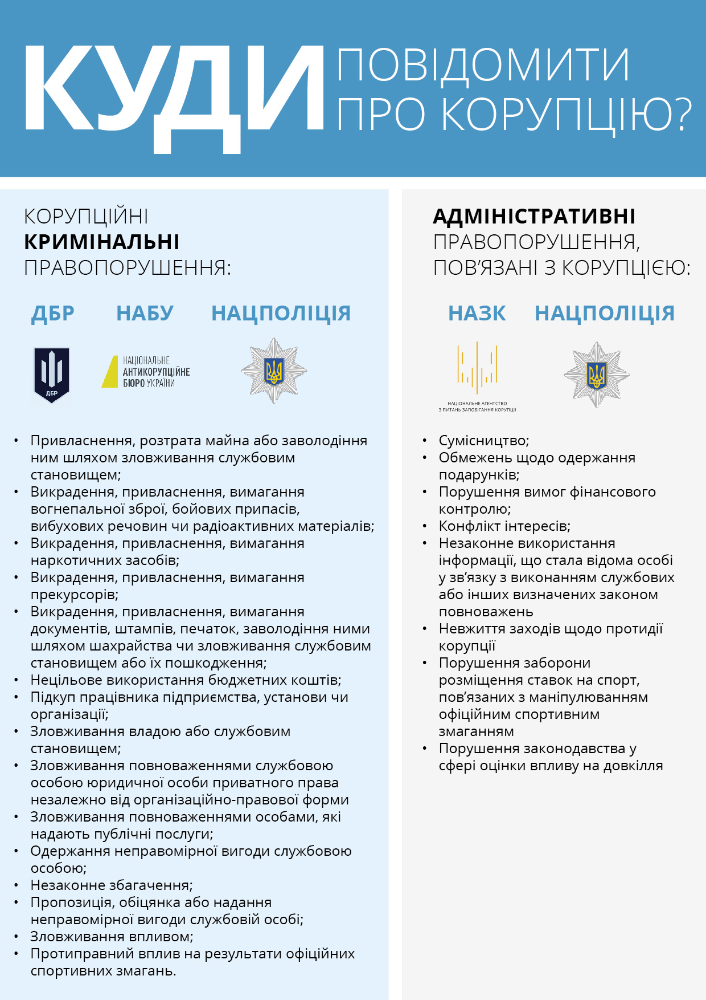 КУДИ ПОВІДОМИТИ
ПРО КОРУПЦІЮ?
КОРУПЦІЙНІ
КРИМІНАЛЬНІ
ПРАВОПОРУШЕННЯ:
ДБР НАБУ НАЦПОЛІЦІЯ
ДБР
НАЦІОНАЛЬНЕ
АНТИКОРУПЦІЙНЕ
БЮРО УКРАЇНИ
• Привласнення, розтрата майна або заволодіння
ним шляхом зловживання службовим
становищем;
• Викрадення, привласнення, вимагання
вогнепальної зброї, бойових припасів,
вибухових речовин чи радіоактивних матеріалів;
• Викрадення, привласнення, вимагання
наркотичних засобів;
• Викрадення, привласнення, вимагання
прекурсорів;
• Викрадення, привласнення, вимагання
документів, штампів, печаток, заволодіння ними
шляхом шахрайства чи зловживання службовим
становищем або їх пошкодження;
• Нецільове використання бюджетних коштів;
• Підкуп працівника підприємства, установи чи
організації;
• Зловживання владою або службовим
становищем;
• Зловживання повноваженнями службовою
особою юридичної особи приватного права
незалежно від організаційно-правової форми
• Зловживання повноваженнями особами, які
надають публічні послуги;
• Одержання неправомірної вигоди службовою
особою;
• Незаконне збагачення;
• Пропозиція, обіцянка або надання
неправомірної вигоди службовій особі;
• Зловживання впливом;
• Протиправний вплив на результати офіційних
спортивних змагань.
АДМІНІСТРАТИВНІ
ПРАВОПОРУШЕННЯ,
ПОВ’ЯЗАНІ З КОРУПЦІЄЮ:
НАЗК НАЦПОЛІЦІЯ
НАЦІОНАЛЬНЕ АГЕНТСТВО
З ПИТАНЬ ЗАПОБІГАННЯ КОРУПЦІЇ
• Сумісництво;
• Обмежень щодо одержання
подарунків;
• Порушення вимог фінансового
контролю;
• Конфлікт інтересів;
• Незаконне використання
інформації, що стала відома особі
у зв’язку з виконанням службових
або інших визначених законом
повноважень
• Невжиття заходів щодо протидії
корупції
• Порушення заборони
розміщення ставок на спорт,
пов’язаних з маніпулюванням
офіційним спортивним
змаганням
• Порушення законодавства у
сфері оцінки впливу на довкілля